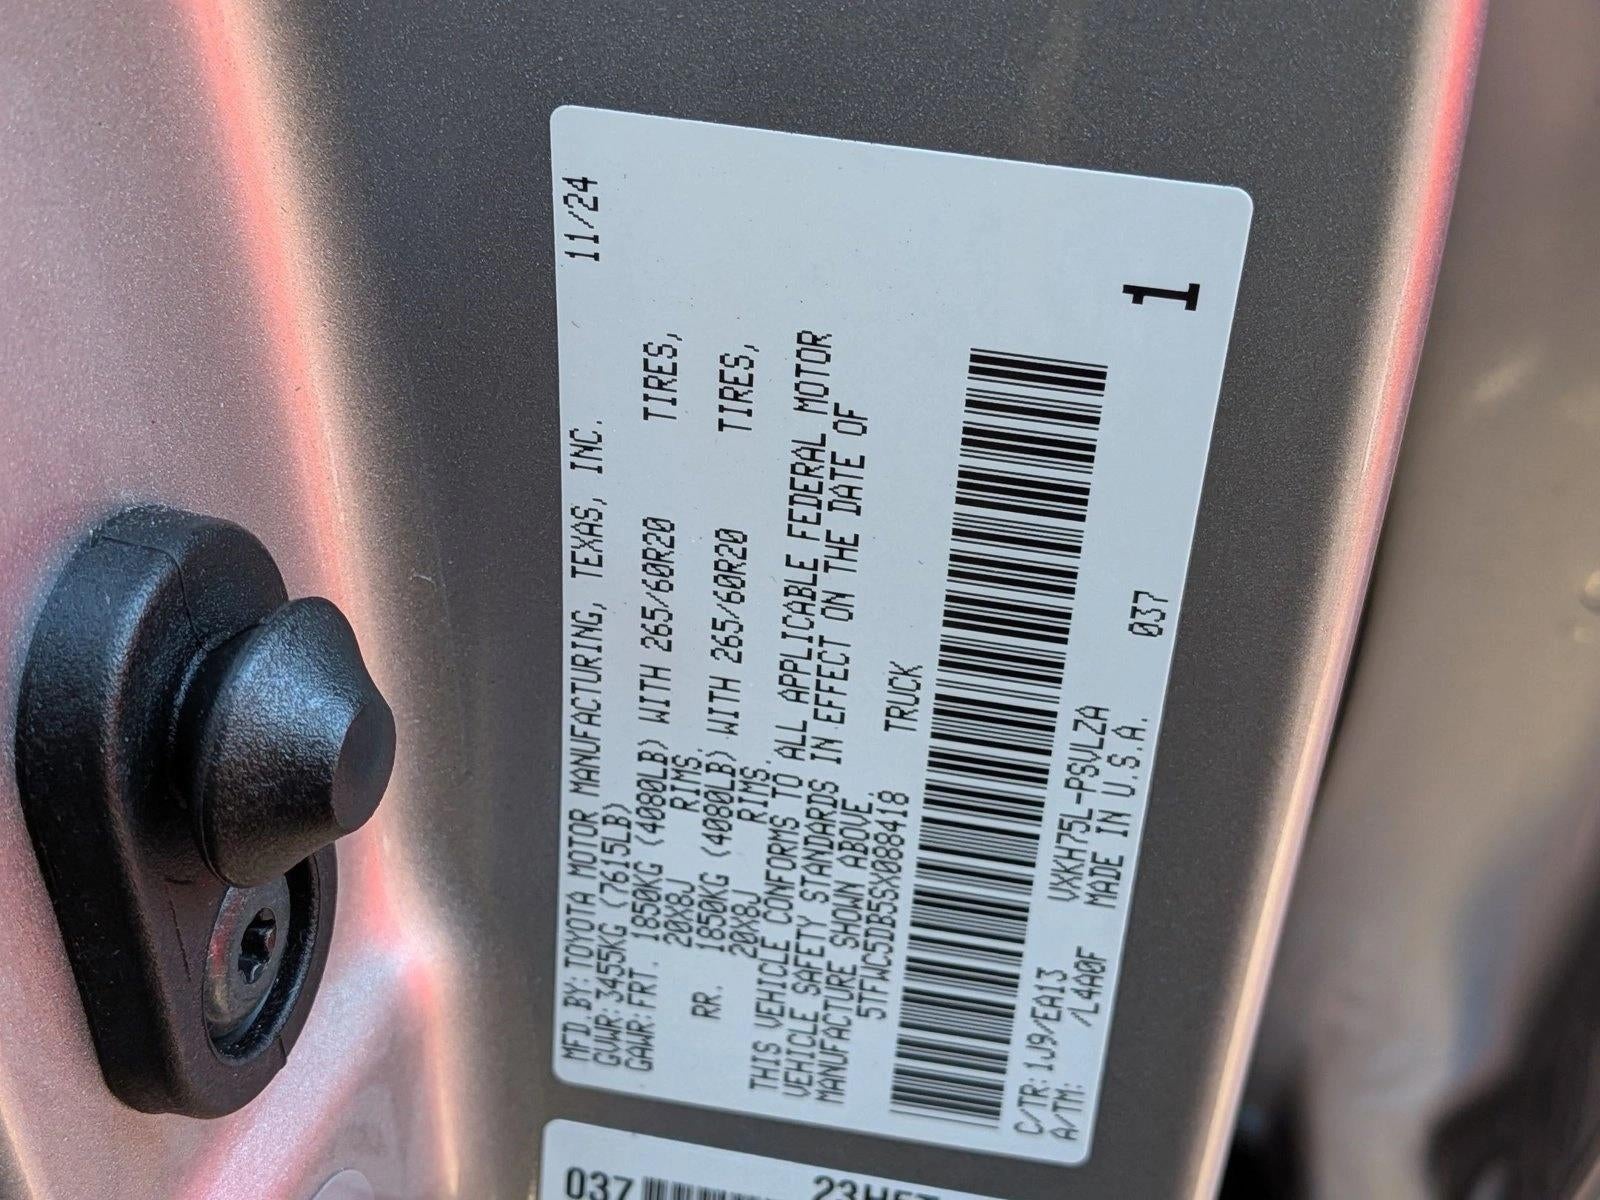 MFD.BY:TOYOTA MOTOR MANUFACTURING, TEXAS, INC. 11/24
GVWR:3455KG (7615LB)
GAWR:FRT. 1850KG (4080LB) WITH 265/60R20 TIRES,
20X8J RIMS.
RR. 1850KG (4080LB) WITH 265/60R20 TIRES,
20X8J RIMS.
THIS VEHICLE CONFORMS TO ALL APPLICABLE FEDERAL MOTOR
VEHICLE SAFETY STANDARDS IN EFFECT ON THE DATE OF
MANUFACTURE SHOWN ABOVE.
5TFWC5DB5SX088418 TRUCK
1
C/TR:1J9/EA13 VXKH75L-PSVLZA 037
A/TM: /L4A0F MADE IN U.S.A.
037